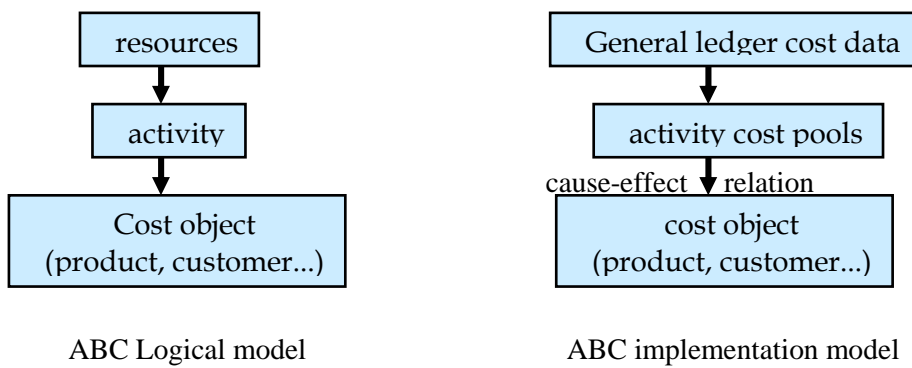 resources
activity
Cost object
(product, customer...)
ABC Logical model
General ledger cost data
activity cost pools
cause-effect relation
cost object
(product, customer...)
ABC implementation model